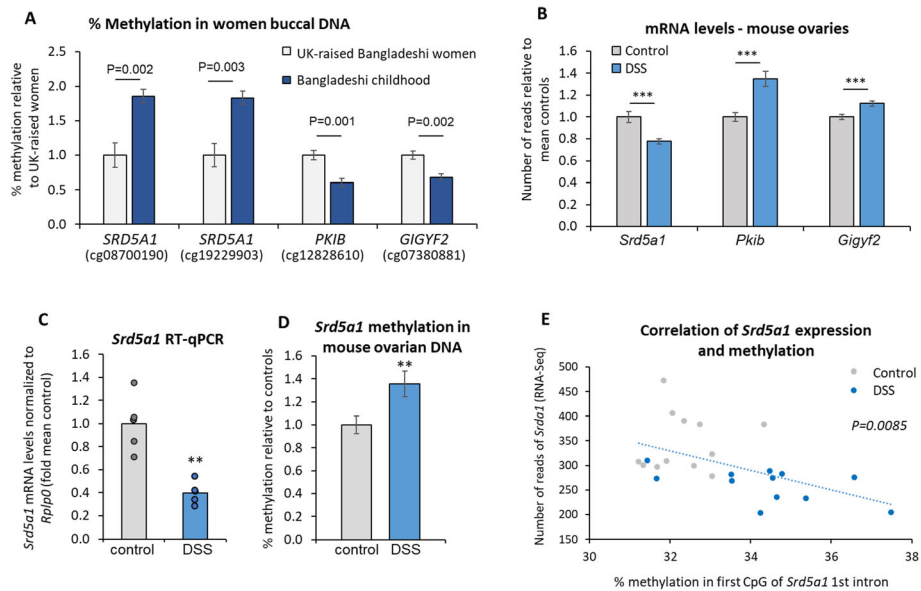 A
% Methylation in women buccal DNA
% methylation relative
to UK-raised women
2.5
2.0
1.5
1.0
0.5
0.0
UK-raised Bangladeshi women
Bangladeshi childhood
P=0.002
P=0.003
P=0.001
P=0.002
SRD5A1
(cg08700190)
SRD5A1
(cg19229903)
PKIB
(cg12828610)
GIGYF2
(cg07380881)
B
mRNA levels - mouse ovaries
Number of reads relative to
mean controls
1.6
1.4
1.2
1.0
0.8
0.6
0.4
0.2
0.0
Control
DSS
***
***
***
Srd5a1
Pkib
Gigyf2
C
Srd5a1 RT-qPCR
Srd5a1 mRNA levels normalized to
Rplp0 (fold mean control)
1.6
1.4
1.2
1.0
0.8
0.6
0.4
0.2
0.0
**
control
DSS
D
Srd5a1 methylation in
mouse ovarian DNA
% methylation relative to controls
1.6
1.4
1.2
1.0
0.8
0.6
0.4
0.2
0.0
**
control
DSS
E
Correlation of Srd5a1 expression
and methylation
Number of reads of Srda1 (RNA-Seq)
500
450
400
350
300
250
200
150
Control
DSS
P=0.0085
30
32
34
36
38
% methylation in first CpG of Srd5a1 1st intron